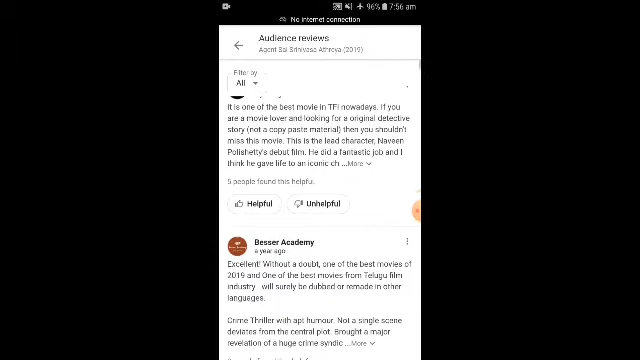 96% 7:56 am
No internet connection
Audience reviews
Agent Sai Srinivasa Athreya (2019)
Filter by
All
It is one of the best movie in TFI nowadays. If you
are a movie lover and looking for a original detective
story (not a copy paste material) then you shouldn't
miss this movie. This is the lead character, Naveen
Polishetty's debut film. He did a fantastic job and I
think he gave life to an iconic ch ...More
5 people found this helpful.
Helpful Unhelpful
Besser Academy
a year ago
Excellent! Without a doubt, one of the best movies of
2019 and One of the best movies from Telugu film
industry will surely be dubbed or remade in other
languages.
Crime Thriller with apt humour. Not a single scene
deviates from the central plot. Brought a major
revelation of a huge crime syndic ...More